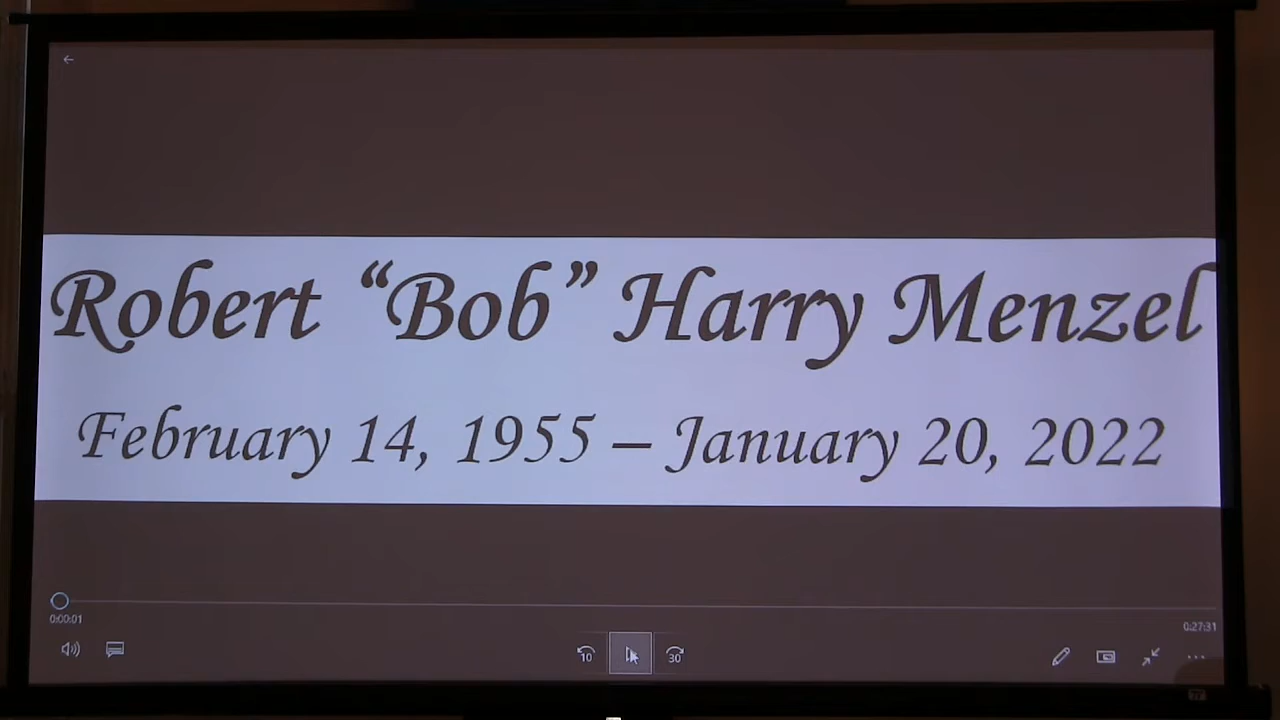 Robert “Bob” Harry Menzel
February 14, 1955 – January 20, 2022
0:00:01
0:27:31
10
30